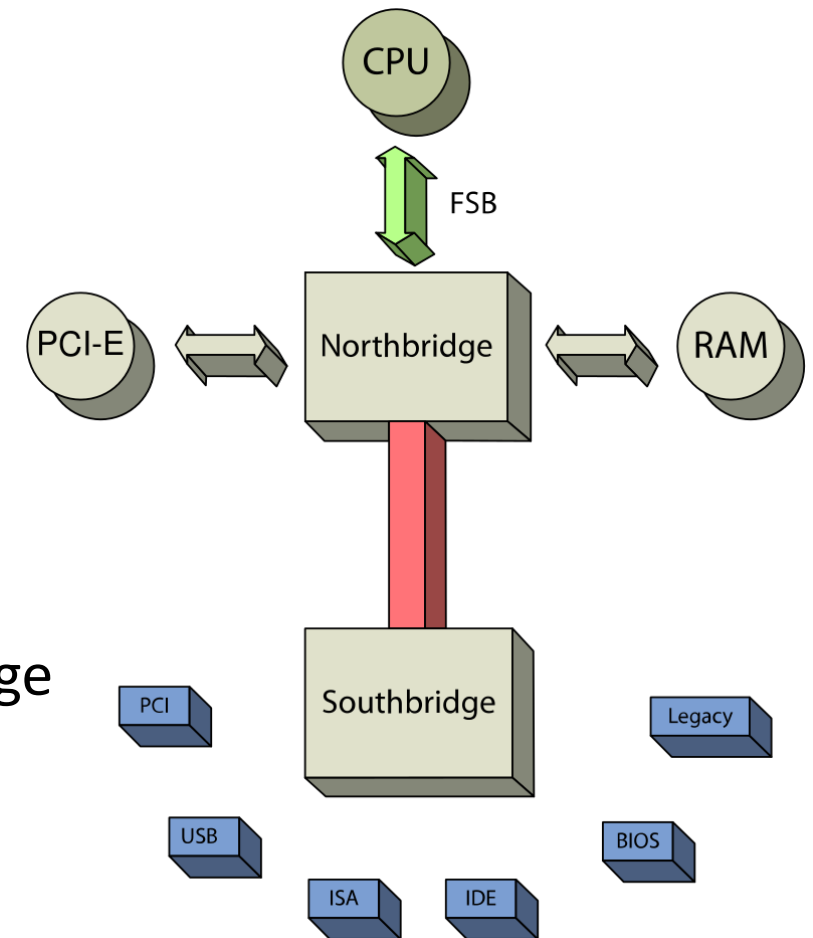 CPU
FSB
PCI-E
Northbridge
RAM
ge
Southbridge
PCI
Legacy
USB
BIOS
ISA
IDE